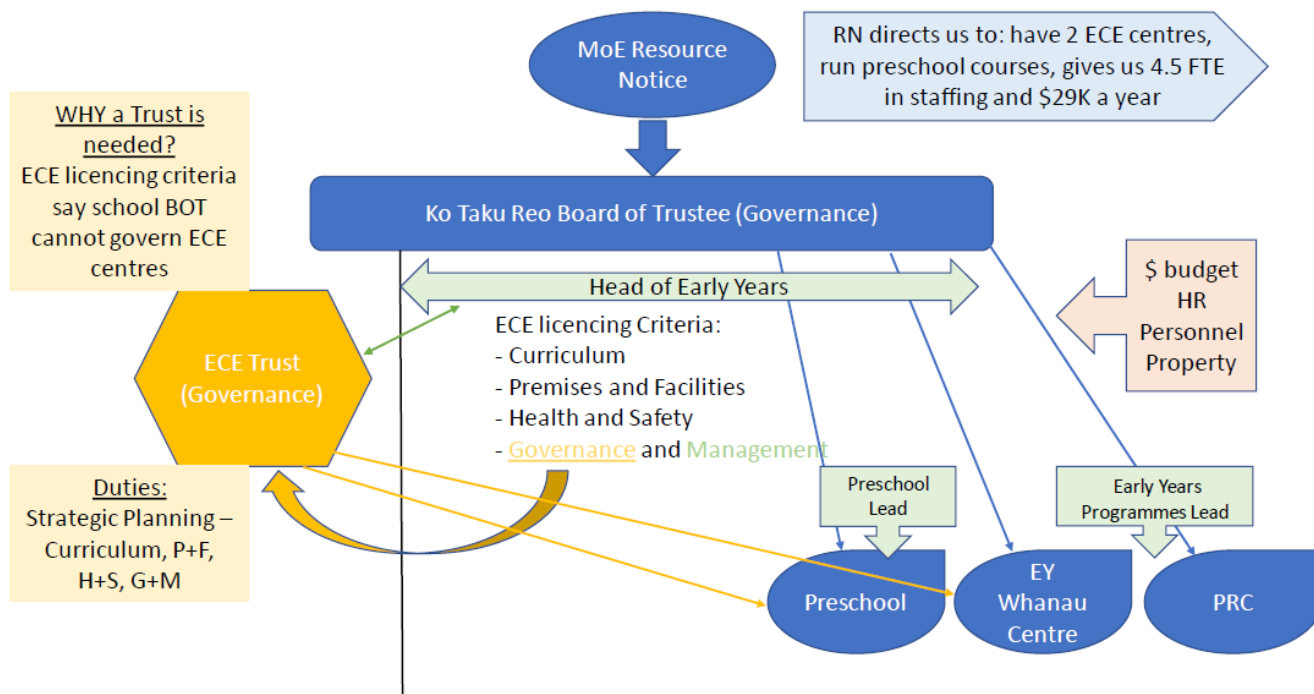 MoE Resource
Notice
RN directs us to: have 2 ECE centres,
run preschool courses, gives us 4.5 FTE
in staffing and $29K a year
WHY a Trust is
needed?
ECE licencing criteria
say school BOT
cannot govern ECE
centres
Ko Taku Reo Board of Trustee (Governance)
Head of Early Years
$ budget
HR
Personnel
Property
ECE licencing Criteria:
- Curriculum
- Premises and Facilities
- Health and Safety
- Governance and Management
ECE Trust
(Governance)
Duties:
Strategic Planning –
Curriculum, P+F,
H+S, G+M
Preschool
Lead
Early Years
Programmes Lead
Preschool
EY
Whanau
Centre
PRC